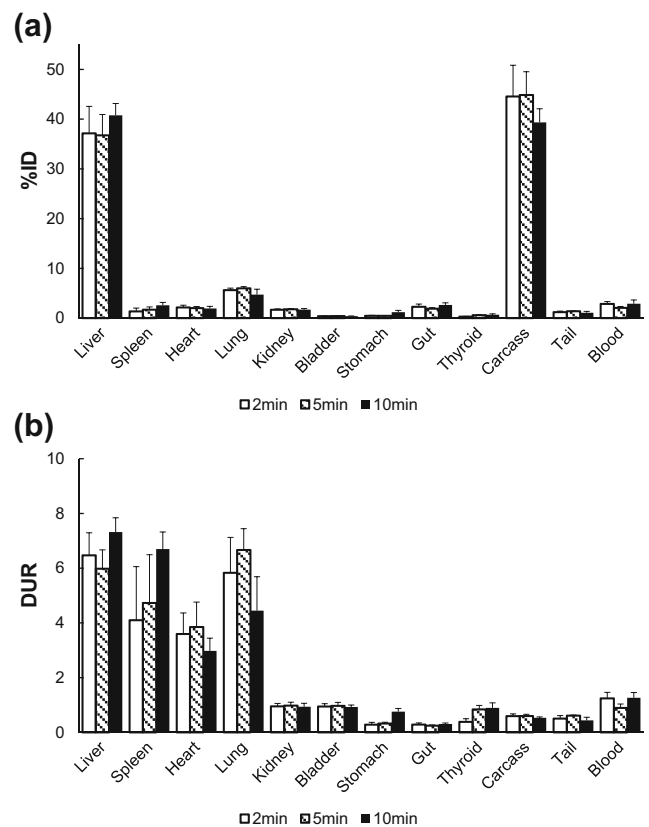 (a)
50
40
30
20
10
0
%ID
Liver Spleen Heart Lung Kidney Bladder Stomach Gut Thyroid Carcass Tail Blood
2min 5min 10min
(b)
10
8
6
4
2
0
DUR
Liver Spleen Heart Lung Kidney Bladder Stomach Gut Thyroid Carcass Tail Blood
2min 5min 10min